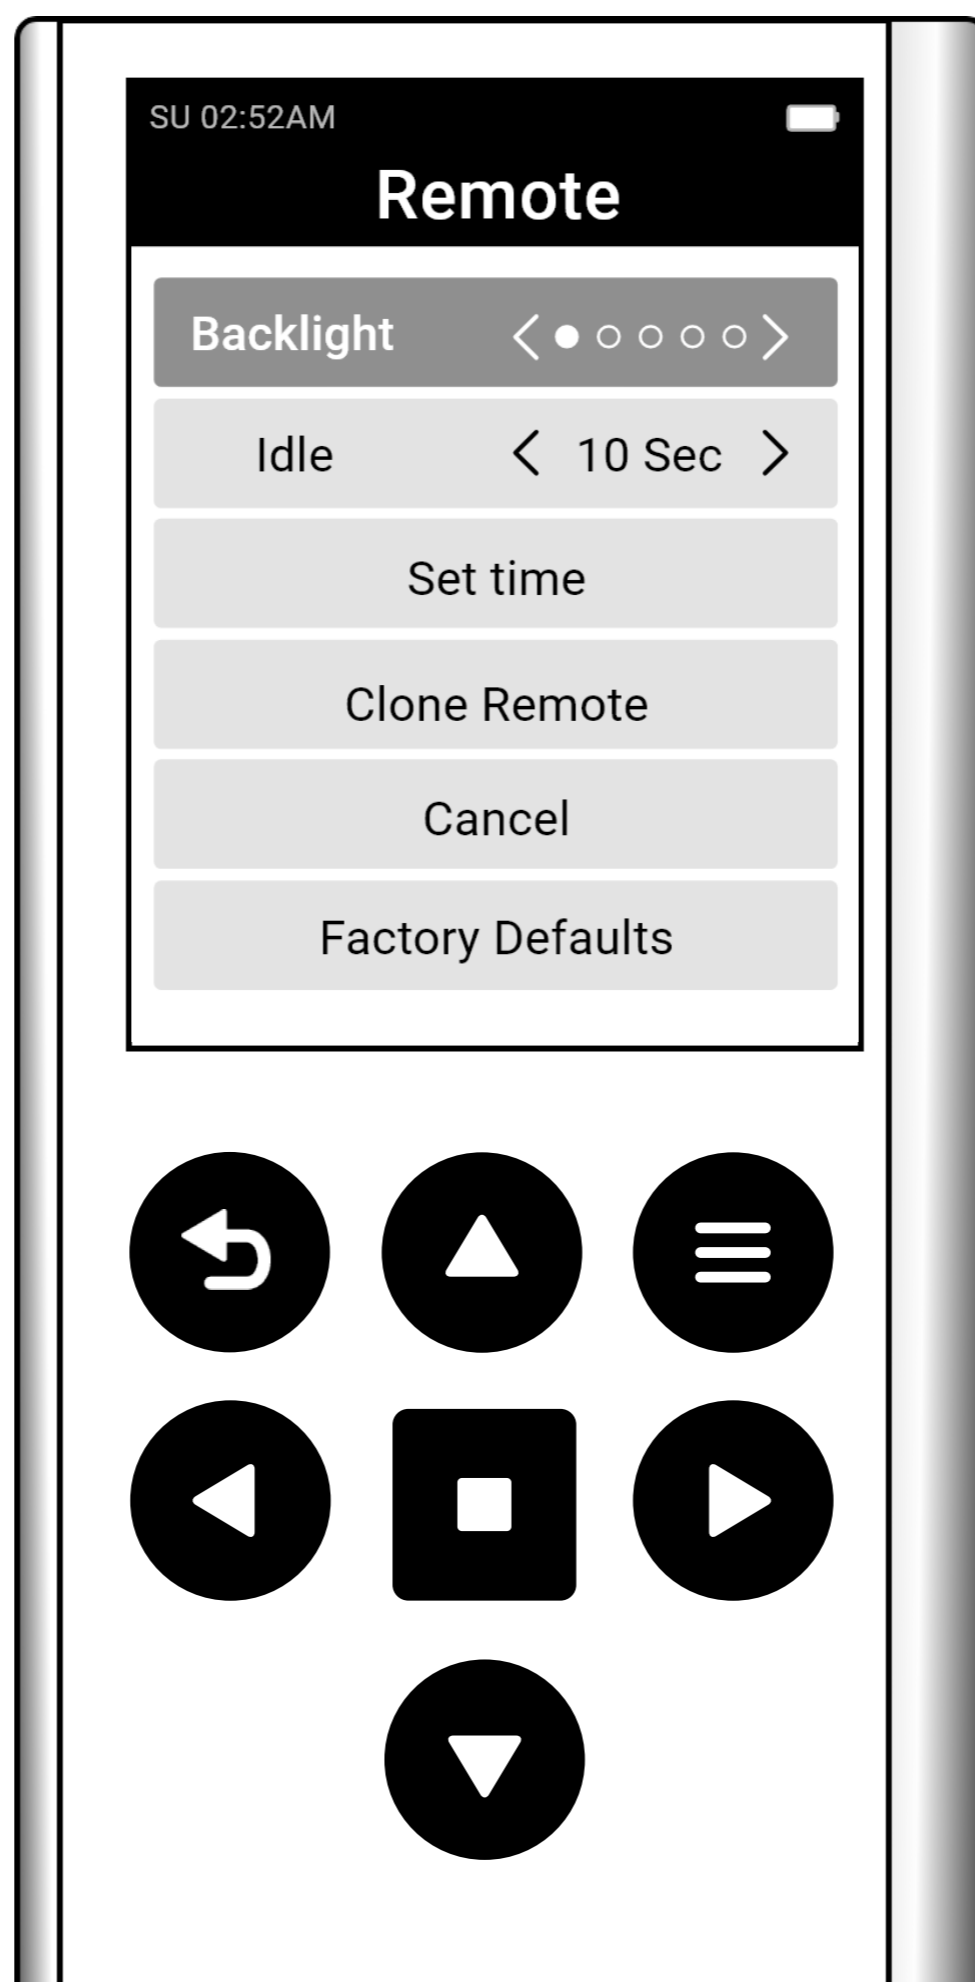 SU 02:52AM
Remote
Backlight
Idle 10 Sec
Set time
Clone Remote
Cancel
Factory Defaults